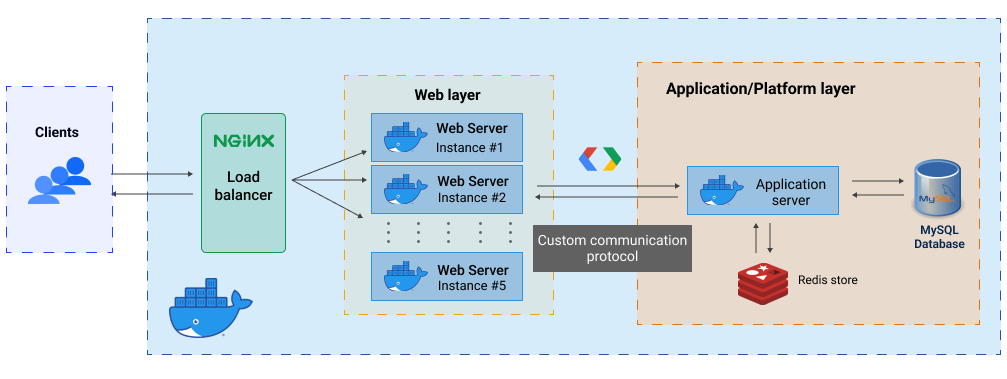 Clients
NGINX
Load
balancer
Web layer
Web Server
Instance #1
Web Server
Instance #2
Web Server
Instance #5
Custom communication
protocol
Application/Platform layer
Application
server
Redis store
MySQL
MySQL
Database